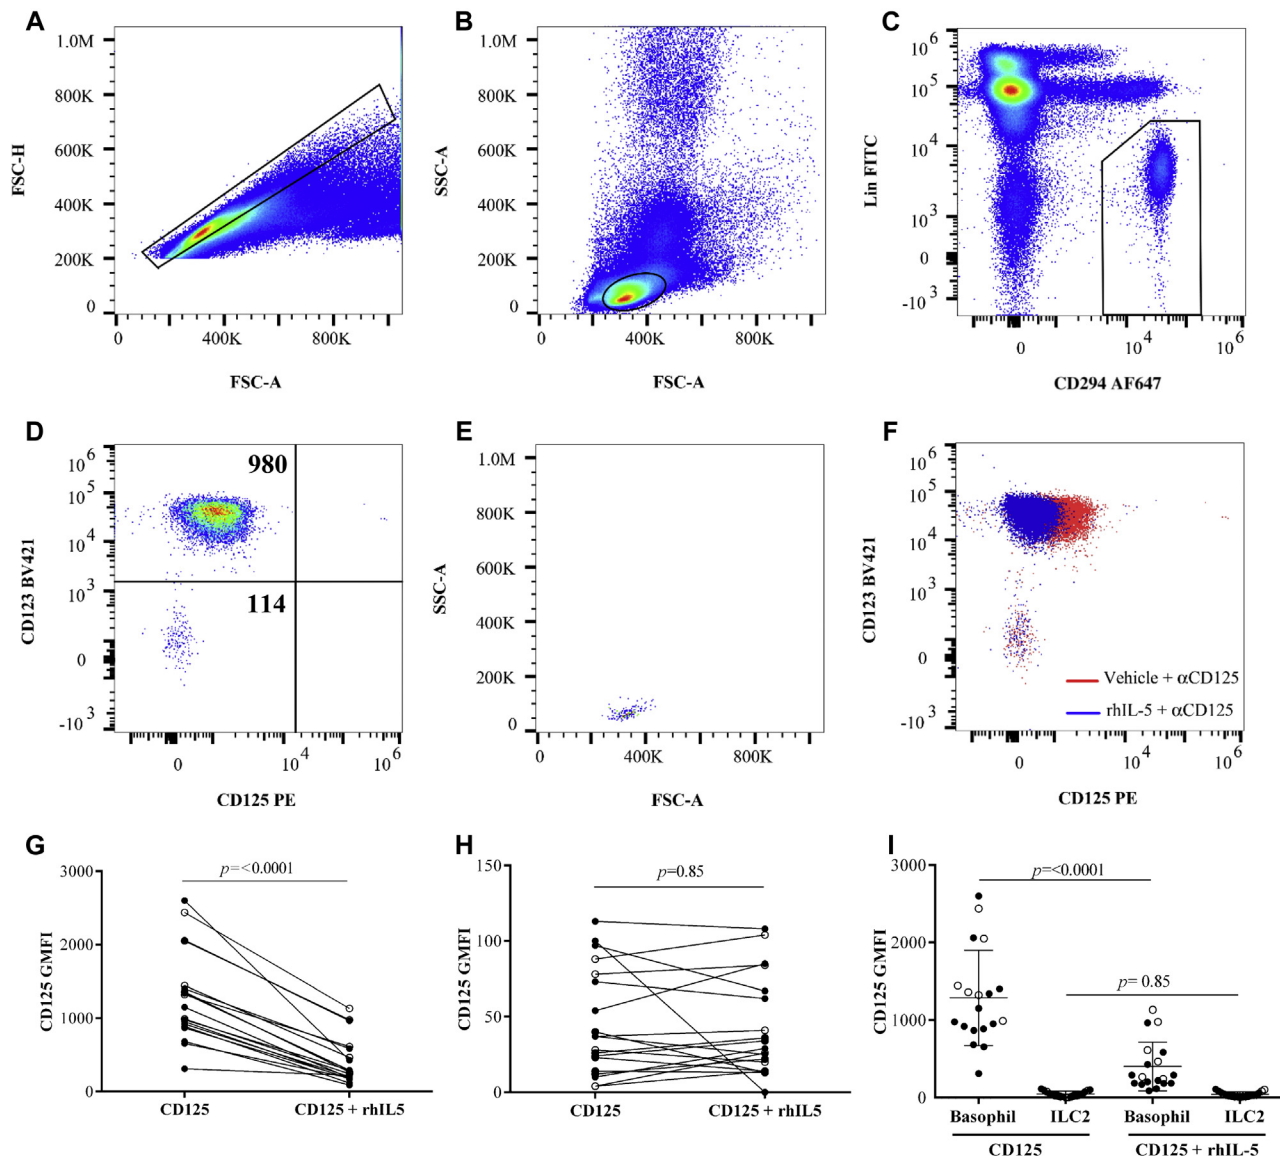 A
1.0M
800K
600K
400K
200K
0
FSC-H
0 400K 800K
FSC-A
B
1.0M
800K
600K
400K
200K
0
SSC-A
0 400K 800K
FSC-A
C
10^6
10^5
10^4
10^3
0
-10^3
Lin FITC
0 10^4 10^6
CD294 AF647
D
10^6
10^5
10^4
10^3
0
-10^3
CD123 BV421
980
114
0 10^4 10^6
CD125 PE
E
1.0M
800K
600K
400K
200K
0
SSC-A
0 400K 800K
FSC-A
F
10^6
10^5
10^4
10^3
0
-10^3
CD123 BV421
Vehicle + αCD125
rhIL-5 + αCD125
0 10^4 10^6
CD125 PE
G
3000
2000
1000
0
CD125 GMFI
p=<0.0001
CD125 CD125 + rhIL5
H
150
100
50
0
CD125 GMFI
p=0.85
CD125 CD125 + rhIL5
I
3000
2000
1000
0
CD125 GMFI
p=<0.0001
p= 0.85
Basophil ILC2 Basophil ILC2
CD125 CD125 + rhIL-5